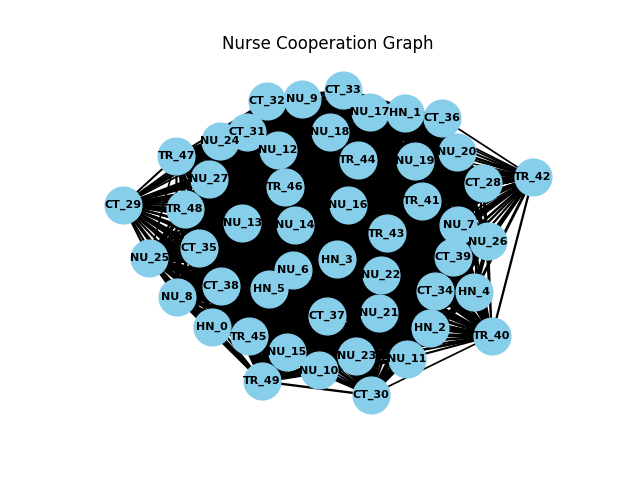 Nurse Cooperation Graph
CT_33
CT_32
NU_9
NU_17
HN_1
CT_36
CT_31
NU_18
NU_24
NU_12
NU_20
TR_47
TR_44
NU_19
NU_27
TR_42
CT_28
TR_46
TR_41
CT_29
NU_16
TR_48
NU_13
NU_14
NU_7
TR_43
NU_26
CT_35
NU_25
HN_3
CT_39
NU_6
NU_22
CT_38
HN_5
CT_34
HN_4
NU_8
CT_37
NU_21
HN_0
HN_2
TR_45
TR_40
NU_15
NU_23
NU_11
NU_10
TR_49
CT_30